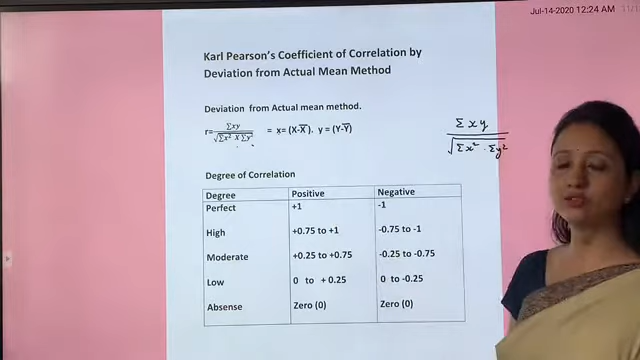 Jul-14-2020 12:24 AM
Karl Pearson's Coefficient of Correlation by
Deviation from Actual Mean Method
Deviation from Actual mean method.
r= Σxy / √Σx² X Σy² = x= (X-X̅). y = (Y-Y̅)
Σxy / √Σx² · Σy²
Degree of Correlation
Degree Positive Negative
Perfect +1 -1
High +0.75 to +1 -0.75 to -1
Moderate +0.25 to +0.75 -0.25 to -0.75
Low 0 to + 0.25 0 to -0.25
Absense Zero (0) Zero (0)